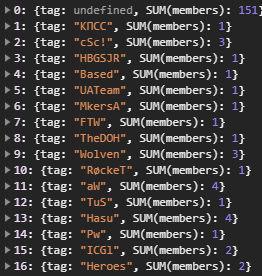 0: {tag: undefined, SUM(members): 151}
1: {tag: "КПСС", SUM(members): 1}
2: {tag: "cSc!", SUM(members): 3}
3: {tag: "HBGSJR", SUM(members): 1}
4: {tag: "Based", SUM(members): 1}
5: {tag: "UATeam", SUM(members): 1}
6: {tag: "MkersA", SUM(members): 1}
7: {tag: "FTW", SUM(members): 1}
8: {tag: "TheDOH", SUM(members): 1}
9: {tag: "Wolven", SUM(members): 3}
10: {tag: "RøckeT", SUM(members): 1}
11: {tag: "aW", SUM(members): 4}
12: {tag: "TuS", SUM(members): 1}
13: {tag: "Hasu", SUM(members): 4}
14: {tag: "Pw", SUM(members): 1}
15: {tag: "ICGl", SUM(members): 2}
16: {tag: "Heroes", SUM(members): 2}